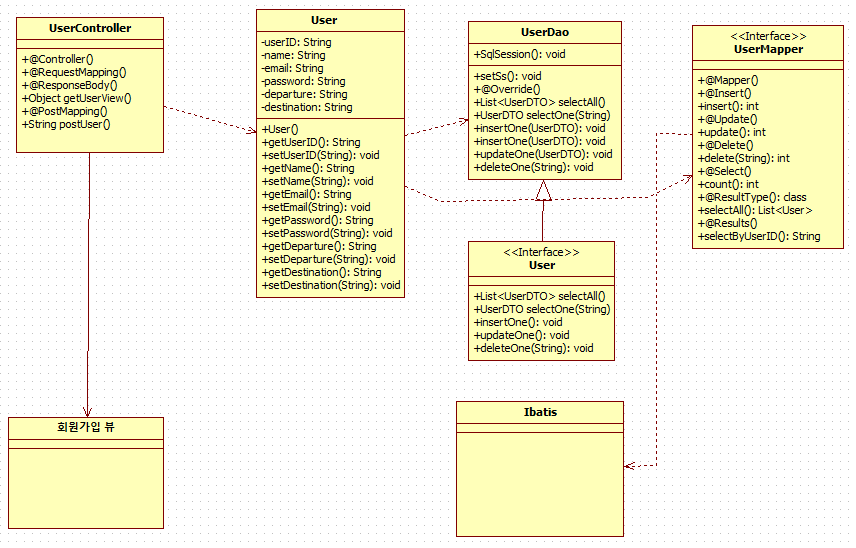 UserController
+@Controller()
+@RequestMapping()
+@ResponseBody()
+Object getUserView()
+@PostMapping()
+String postUser()
User
-userID: String
-name: String
-email: String
-password: String
-departure: String
-destination: String
+User()
+getUserID(): String
+setUserID(String): void
+getName(): String
+setName(String): void
+getEmail(): String
+setEmail(String): void
+getPassword(): String
+setPassword(String): void
+getDeparture(): String
+setDeparture(String): void
+getDestination(): String
+setDestination(String): void
UserDao
+SqlSession(): void
+setSs(): void
+@Override()
+List<UserDTO> selectAll()
+UserDTO selectOne(String)
+insertOne(UserDTO): void
+insertOne(UserDTO): void
+updateOne(UserDTO): void
+deleteOne(String): void
<<Interface>>
UserMapper
+@Mapper()
+@Insert()
+insert(): int
+@Update()
+update(): int
+@Delete()
+delete(String): int
+@Select()
+count(): int
+@ResultType(): class
+selectAll(): List<User>
+@Results()
+selectByUserID(): String
<<Interface>>
User
+List<UserDTO> selectAll()
+UserDTO selectOne(String)
+insertOne(): void
+updateOne(): void
+deleteOne(String): void
회원가입 뷰
Ibatis